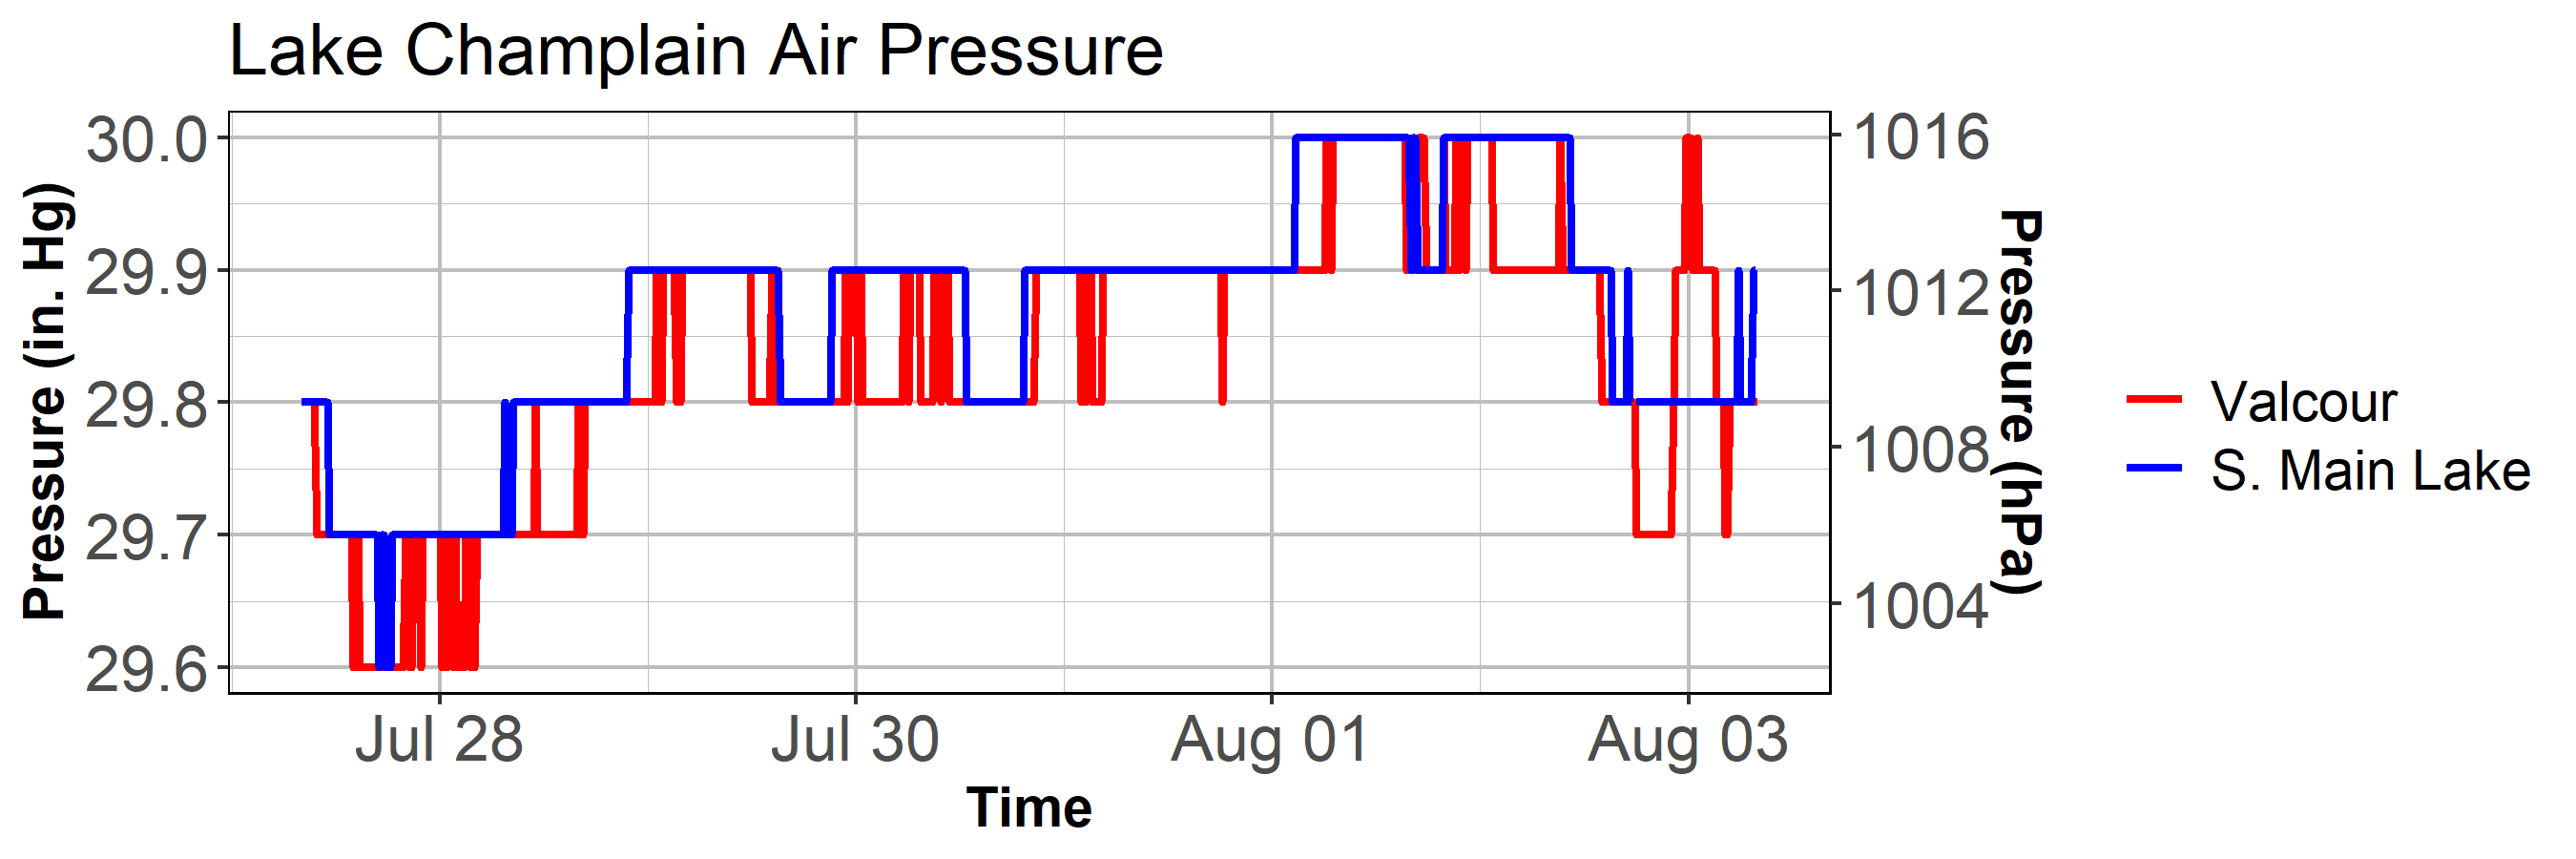 Lake Champlain Air Pressure
Pressure (in. Hg)
30.0
29.9
29.8
29.7
29.6
1016
1012
1008
1004
Pressure (hPa)
Jul 28
Jul 30
Aug 01
Aug 03
Time
Valcour
S. Main Lake